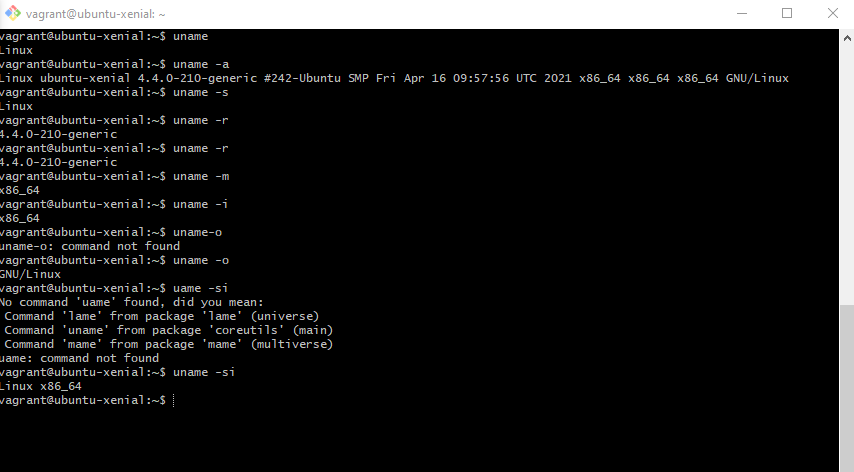 vagrant@ubuntu-xenial: ~
vagrant@ubuntu-xenial:~$ uname
Linux
vagrant@ubuntu-xenial:~$ uname -a
Linux ubuntu-xenial 4.4.0-210-generic #242-Ubuntu SMP Fri Apr 16 09:57:56 UTC 2021 x86_64 x86_64 x86_64 GNU/Linux
vagrant@ubuntu-xenial:~$ uname -s
Linux
vagrant@ubuntu-xenial:~$ uname -r
4.4.0-210-generic
vagrant@ubuntu-xenial:~$ uname -r
4.4.0-210-generic
vagrant@ubuntu-xenial:~$ uname -m
x86_64
vagrant@ubuntu-xenial:~$ uname -i
x86_64
vagrant@ubuntu-xenial:~$ uname-o
uname-o: command not found
vagrant@ubuntu-xenial:~$ uname -o
GNU/Linux
vagrant@ubuntu-xenial:~$ uame -si
No command 'uame' found, did you mean:
 Command 'lame' from package 'lame' (universe)
 Command 'uname' from package 'coreutils' (main)
 Command 'mame' from package 'mame' (multiverse)
uame: command not found
vagrant@ubuntu-xenial:~$ uname -si
Linux x86_64
vagrant@ubuntu-xenial:~$